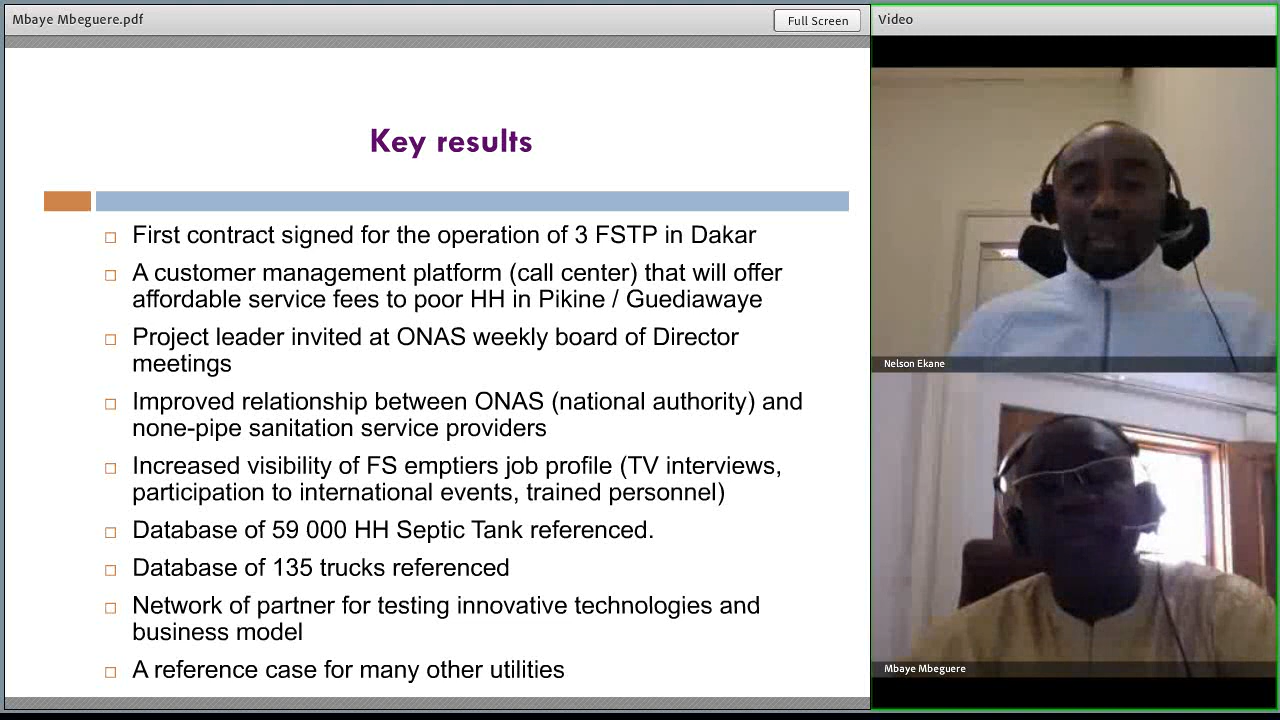 Mbaye Mbeguere.pdf
Full Screen
Video
Key results
First contract signed for the operation of 3 FSTP in Dakar
A customer management platform (call center) that will offer
affordable service fees to poor HH in Pikine / Guediawaye
Project leader invited at ONAS weekly board of Director
meetings
Improved relationship between ONAS (national authority) and
none-pipe sanitation service providers
Increased visibility of FS emptiers job profile (TV interviews,
participation to international events, trained personnel)
Database of 59 000 HH Septic Tank referenced.
Database of 135 trucks referenced
Network of partner for testing innovative technologies and
business model
A reference case for many other utilities
Nelson Ekane
Mbaye Mbeguere